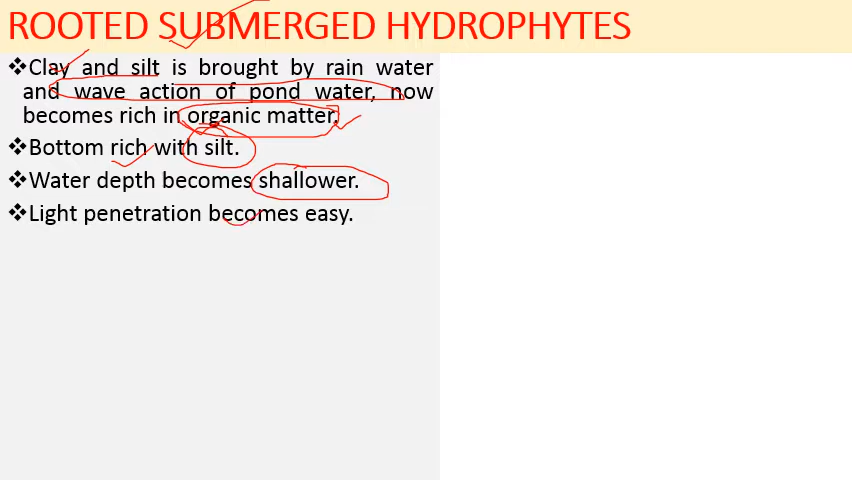 ROOTED SUBMERGED HYDROPHYTES
❖Clay and silt is brought by rain water
and wave action of pond water, now
becomes rich in organic matter.
❖Bottom rich with silt.
❖Water depth becomes shallower.
❖Light penetration becomes easy.